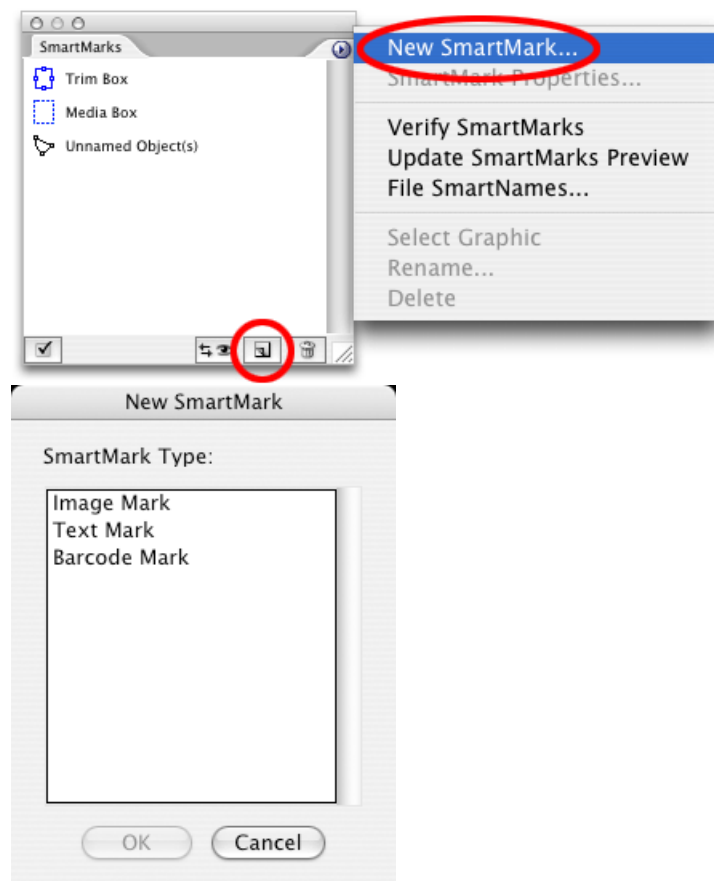 SmartMarks
Trim Box
Media Box
Unnamed Object(s)
New SmartMark...
SmartMark Properties...
Verify SmartMarks
Update SmartMarks Preview
File SmartNames...
Select Graphic
Rename...
Delete
New SmartMark
SmartMark Type:
Image Mark
Text Mark
Barcode Mark
OK Cancel